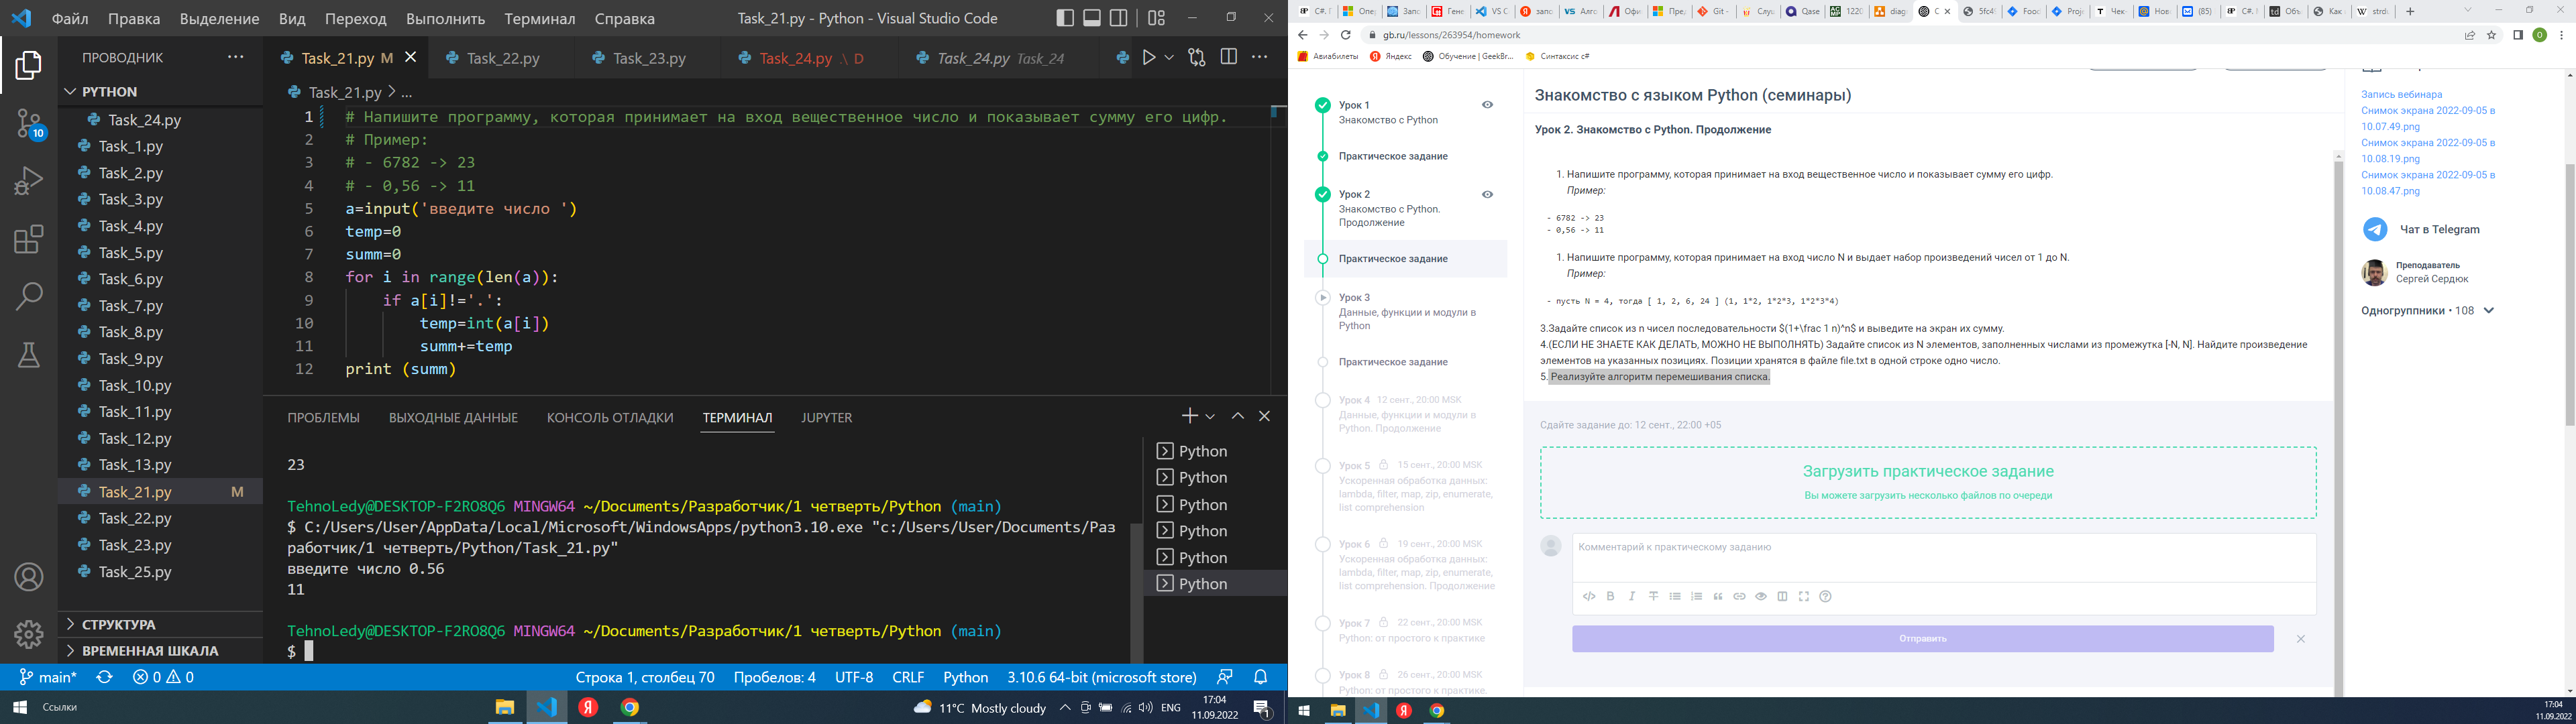 Файл Правка Выделение Вид Переход Выполнить Терминал Справка
Task_21.py - Python - Visual Studio Code
ПРОВОДНИК
PYTHON
Task_24.py
Task_1.py
Task_2.py
Task_3.py
Task_4.py
Task_5.py
Task_6.py
Task_7.py
Task_8.py
Task_9.py
Task_10.py
Task_11.py
Task_12.py
Task_13.py
Task_21.py M
Task_22.py
Task_23.py
Task_25.py
СТРУКТУРА
ВРЕМЕННАЯ ШКАЛА
10
Task_21.py M
Task_22.py
Task_23.py
Task_24.py .\ D
Task_24.py Task_24
Task_21.py > ...
1 # Напишите программу, которая принимает на вход вещественное число и показывает сумму его цифр.
2 # Пример:
3 # - 6782 -> 23
4 # - 0,56 -> 11
5 a=input('введите число ')
6 temp=0
7 summ=0
8 for i in range(len(a)):
9 if a[i]!='.':
10 temp=int(a[i])
11 summ+=temp
12 print (summ)
ПРОБЛЕМЫ ВЫХОДНЫЕ ДАННЫЕ КОНСОЛЬ ОТЛАДКИ ТЕРМИНАЛ JUPYTER
23
TehnoLedy@DESKTOP-F2RO8Q6 MINGW64 ~/Documents/Разработчик/1 четверть/Python (main)
$ C:/Users/User/AppData/Local/Microsoft/WindowsApps/python3.10.exe "c:/Users/User/Documents/Раз
работчик/1 четверть/Python/Task_21.py"
введите число 0.56
11
TehnoLedy@DESKTOP-F2RO8Q6 MINGW64 ~/Documents/Разработчик/1 четверть/Python (main)
$
Python
Python
Python
Python
Python
Python
main* 0 0
Строка 1, столбец 70 Пробелов: 4 UTF-8 CRLF Python 3.10.6 64-bit (microsoft store)
Ссылки
11°C Mostly cloudy
ENG
17:04
11.09.2022
1
gb.ru/lessons/263954/homework
Авиабилеты Яндекс Обучение | GeekBr... Синтаксис c#
Урок 1
Знакомство с Python
Практическое задание
Урок 2
Знакомство с Python.
Продолжение
Практическое задание
Урок 3
Данные, функции и модули в
Python
Практическое задание
Урок 4 12 сент., 20:00 MSK
Данные, функции и модули в
Python. Продолжение
Урок 5 15 сент., 20:00 MSK
Ускоренная обработка данных:
lambda, filter, map, zip, enumerate,
list comprehension
Урок 6 19 сент., 20:00 MSK
Ускоренная обработка данных:
lambda, filter, map, zip, enumerate,
list comprehension. Продолжение
Урок 7 22 сент., 20:00 MSK
Python: от простого к практике
Урок 8 26 сент., 20:00 MSK
Python: от простого к практике.
Знакомство с языком Python (семинары)
Урок 2. Знакомство с Python. Продолжение
1. Напишите программу, которая принимает на вход вещественное число и показывает сумму его цифр.
Пример:
- 6782 -> 23
- 0,56 -> 11
1. Напишите программу, которая принимает на вход число N и выдает набор произведений чисел от 1 до N.
Пример:
- пусть N = 4, тогда [ 1, 2, 6, 24 ] (1, 1*2, 1*2*3, 1*2*3*4)
3.Задайте список из n чисел последовательности $(1+\frac 1 n)^n$ и выведите на экран их сумму.
4.(ЕСЛИ НЕ ЗНАЕТЕ КАК ДЕЛАТЬ, МОЖНО НЕ ВЫПОЛНЯТЬ) Задайте список из N элементов, заполненных числами из промежутка [-N, N]. Найдите произведение
элементов на указанных позициях. Позиции хранятся в файле file.txt в одной строке одно число.
5. Реализуйте алгоритм перемешивания списка.
Сдайте задание до: 12 сент., 22:00 +05
Загрузить практическое задание
Вы можете загрузить несколько файлов по очереди
Комментарий к практическому заданию
Отправить
Запись вебинара
Снимок экрана 2022-09-05 в
10.07.49.png
Снимок экрана 2022-09-05 в
10.08.19.png
Снимок экрана 2022-09-05 в
10.08.47.png
Чат в Telegram
Преподаватель
Сергей Сердюк
Одногруппники • 108
17:04
11.09.2022